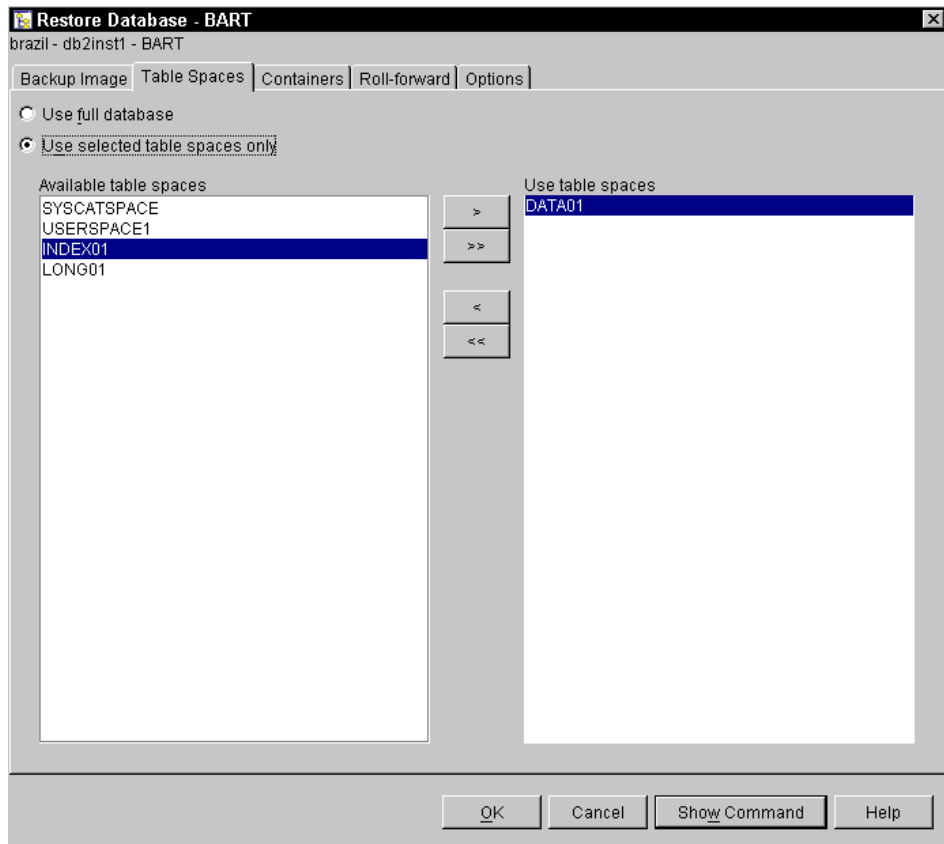 Restore Database - BART
brazil - db2inst1 - BART
Backup Image Table Spaces Containers Roll-forward Options
Use full database
Use selected table spaces only
Available table spaces
SYSCATSPACE
USERSPACE1
INDEX01
LONG01
>
>>
<
<<
Use table spaces
DATA01
OK Cancel Show Command Help